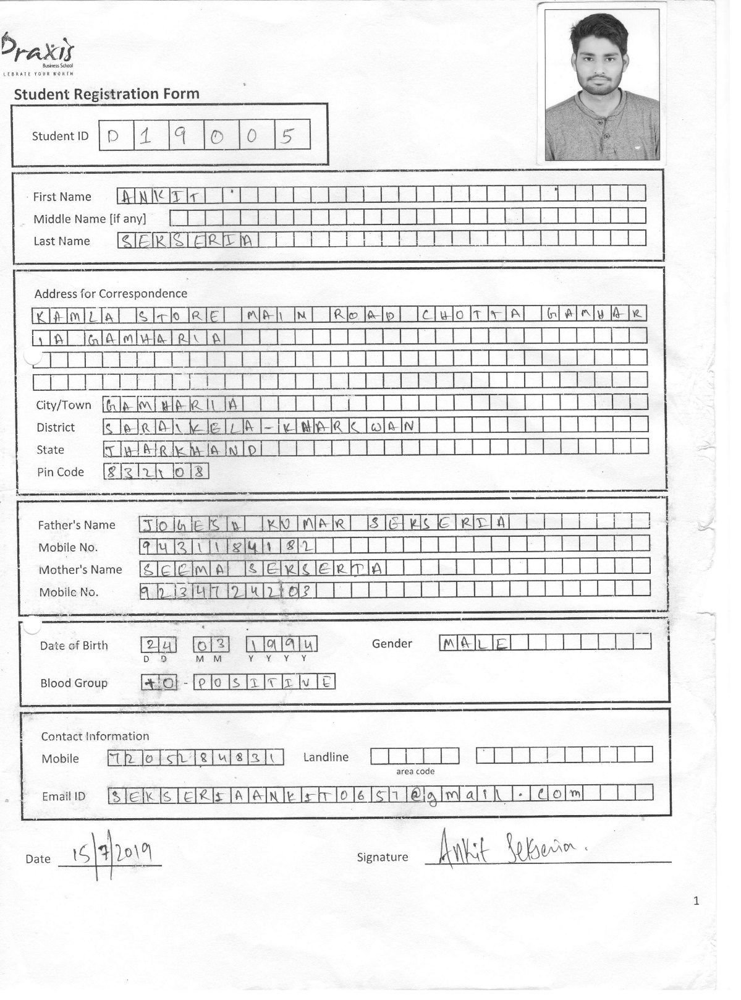 Praxis
Business School
LEBRATE YOUR WORTH
Student Registration Form
Student ID D19005
First Name ANKIT
Middle Name [if any]
Last Name SEKSERIA
Address for Correspondence
KAMLA STORE MAIN ROAD CHOTTA GAMHAR
IA GAMHARIA
City/Town GAMHARIA
District SARAIKELA-KHARSWAN
State JHARKHAND
Pin Code 832108
Father's Name JOGESH KUMAR SEKSERIA
Mobile No. 9431184182
Mother's Name SEEMA SEKSERIA
Mobile No. 9234724203
Date of Birth 24 03 1994 Gender MALE
D D M M Y Y Y Y
Blood Group O - POSITIVE
Contact Information
Mobile 7205284831 Landline
area code
Email ID SEKSERIAANKIT0657@gmail.com
Date 15/7/2019 Signature Ankit Sekseria.
1